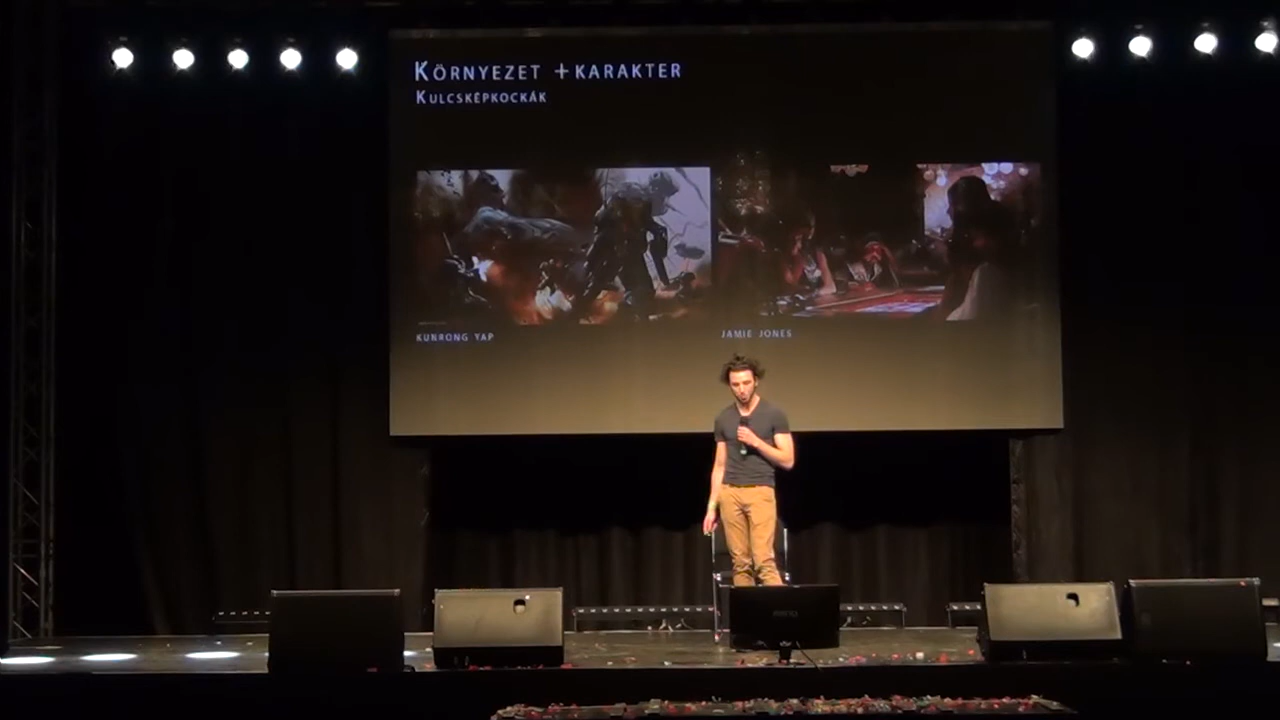 Környezet +karakter
Kulcsképkockák
Kunrong Yap
Jamie Jones